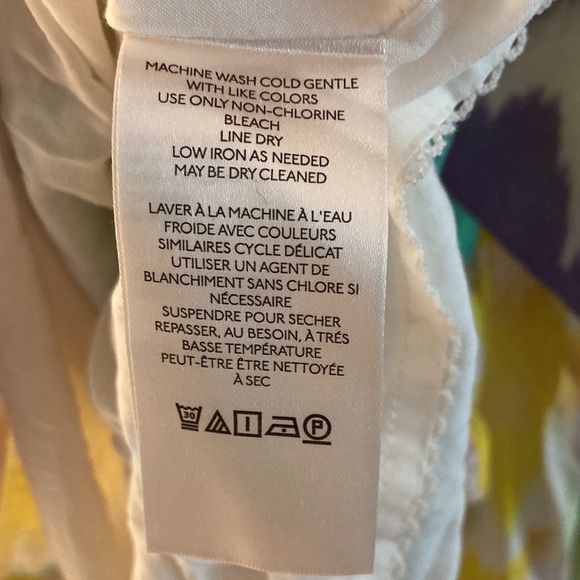 MACHINE WASH COLD GENTLE
WITH LIKE COLORS
USE ONLY NON-CHLORINE
BLEACH
LINE DRY
LOW IRON AS NEEDED
MAY BE DRY CLEANED
LAVER À LA MACHINE À L'EAU
FROIDE AVEC COULEURS
SIMILAIRES CYCLE DÉLICAT
UTILISER UN AGENT DE
BLANCHIMENT SANS CHLORE SI
NÉCESSAIRE
SUSPENDRE POUR SECHER
REPASSER, AU BESOIN, À TRÉS
BASSE TEMPÉRATURE
PEUT-ÊTRE ÊTRE NETTOYÉE
À SEC
30 P